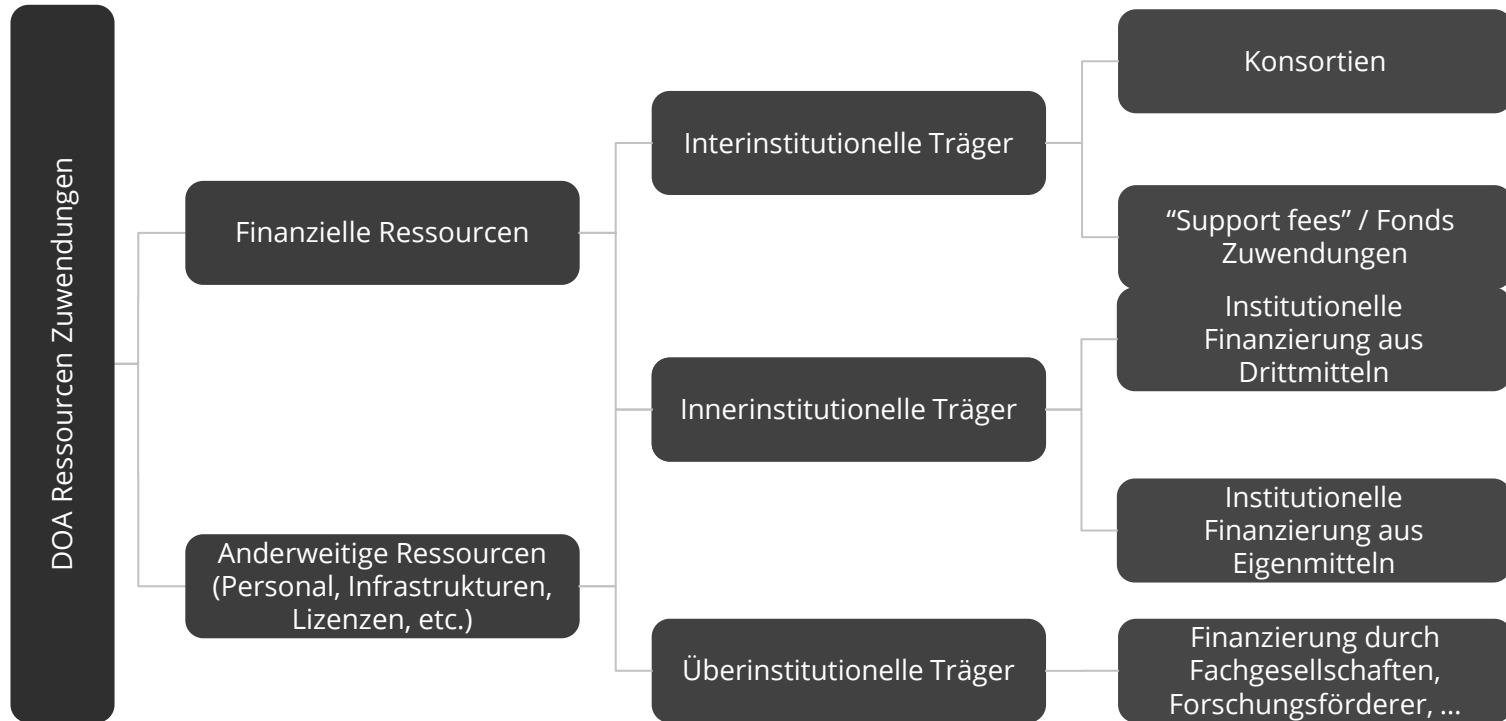 DOA Ressourcen Zuwendungen
Finanzielle Ressourcen
Anderweitige Ressourcen
(Personal, Infrastrukturen,
Lizenzen, etc.)
Interinstitutionelle Träger
Innerinstitutionelle Träger
Überinstitutionelle Träger
Konsortien
“Support fees” / Fonds
Zuwendungen
Institutionelle
Finanzierung aus
Drittmitteln
Institutionelle
Finanzierung aus
Eigenmitteln
Finanzierung durch
Fachgesellschaften,
Forschungsförderer, ...